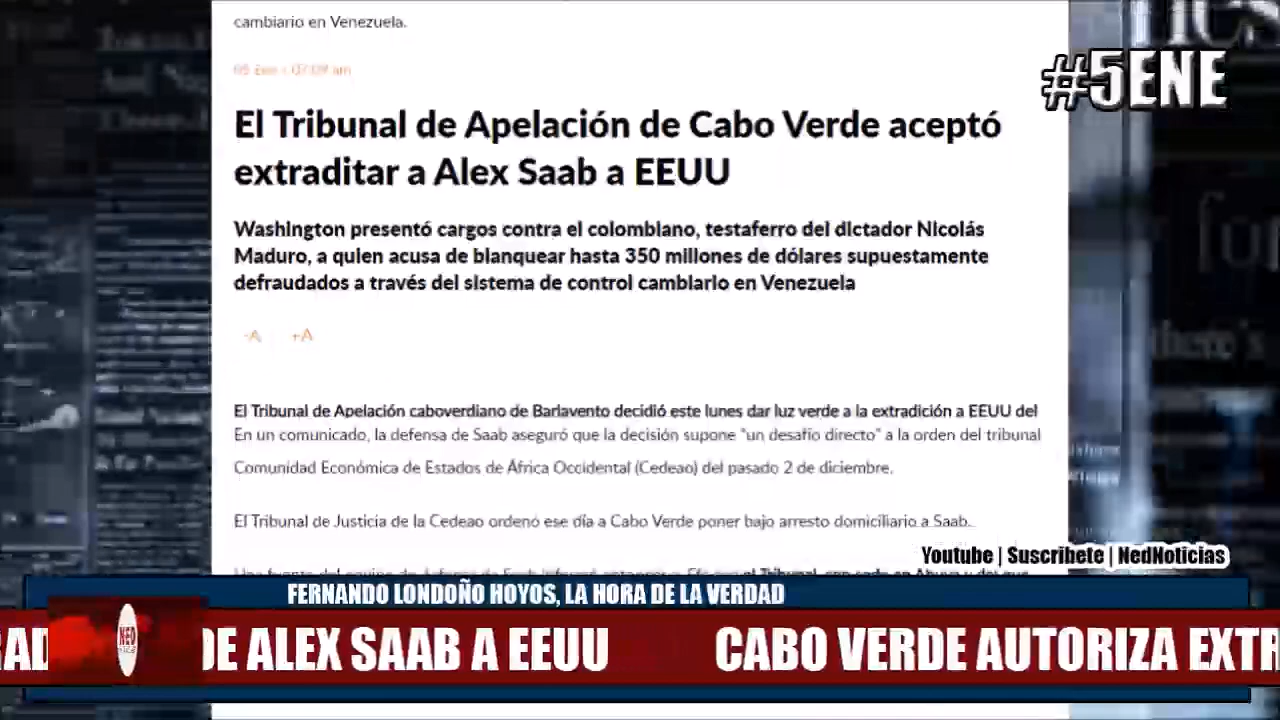 cambiario en Venezuela.
05 Ene - 07:09 am
#5ENE
El Tribunal de Apelación de Cabo Verde aceptó
extraditar a Alex Saab a EEUU
Washington presentó cargos contra el colombiano, testaferro del dictador Nicolás
Maduro, a quien acusa de blanquear hasta 350 millones de dólares supuestamente
defraudados a través del sistema de control cambiario en Venezuela
-A +A
El Tribunal de Apelación caboverdiano de Barlavento decidió este lunes dar luz verde a la extradición a EEUU del
En un comunicado, la defensa de Saab aseguró que la decisión supone "un desafío directo" a la orden del tribunal
Comunidad Económica de Estados de África Occidental (Cedeao) del pasado 2 de diciembre.
El Tribunal de Justicia de la Cedeao ordenó ese día a Cabo Verde poner bajo arresto domiciliario a Saab.
Youtube | Suscribete | NedNoticias
FERNANDO LONDOÑO HOYOS, LA HORA DE LA VERDAD
DE ALEX SAAB A EEUU CABO VERDE AUTORIZA EXTR
NED